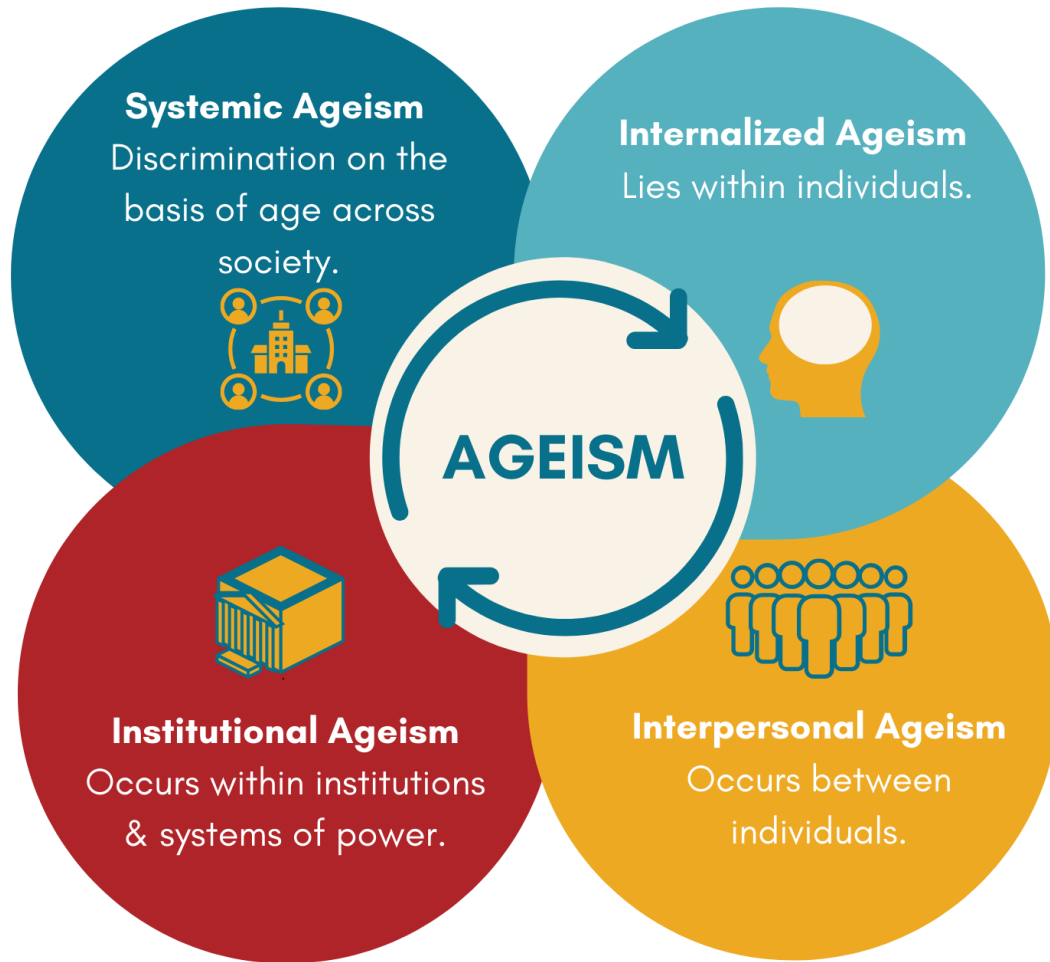 Systemic Ageism
Discrimination on the
basis of age across
society.
Internalized Ageism
Lies within individuals.
AGEISM
Institutional Ageism
Occurs within institutions
& systems of power.
Interpersonal Ageism
Occurs between
individuals.